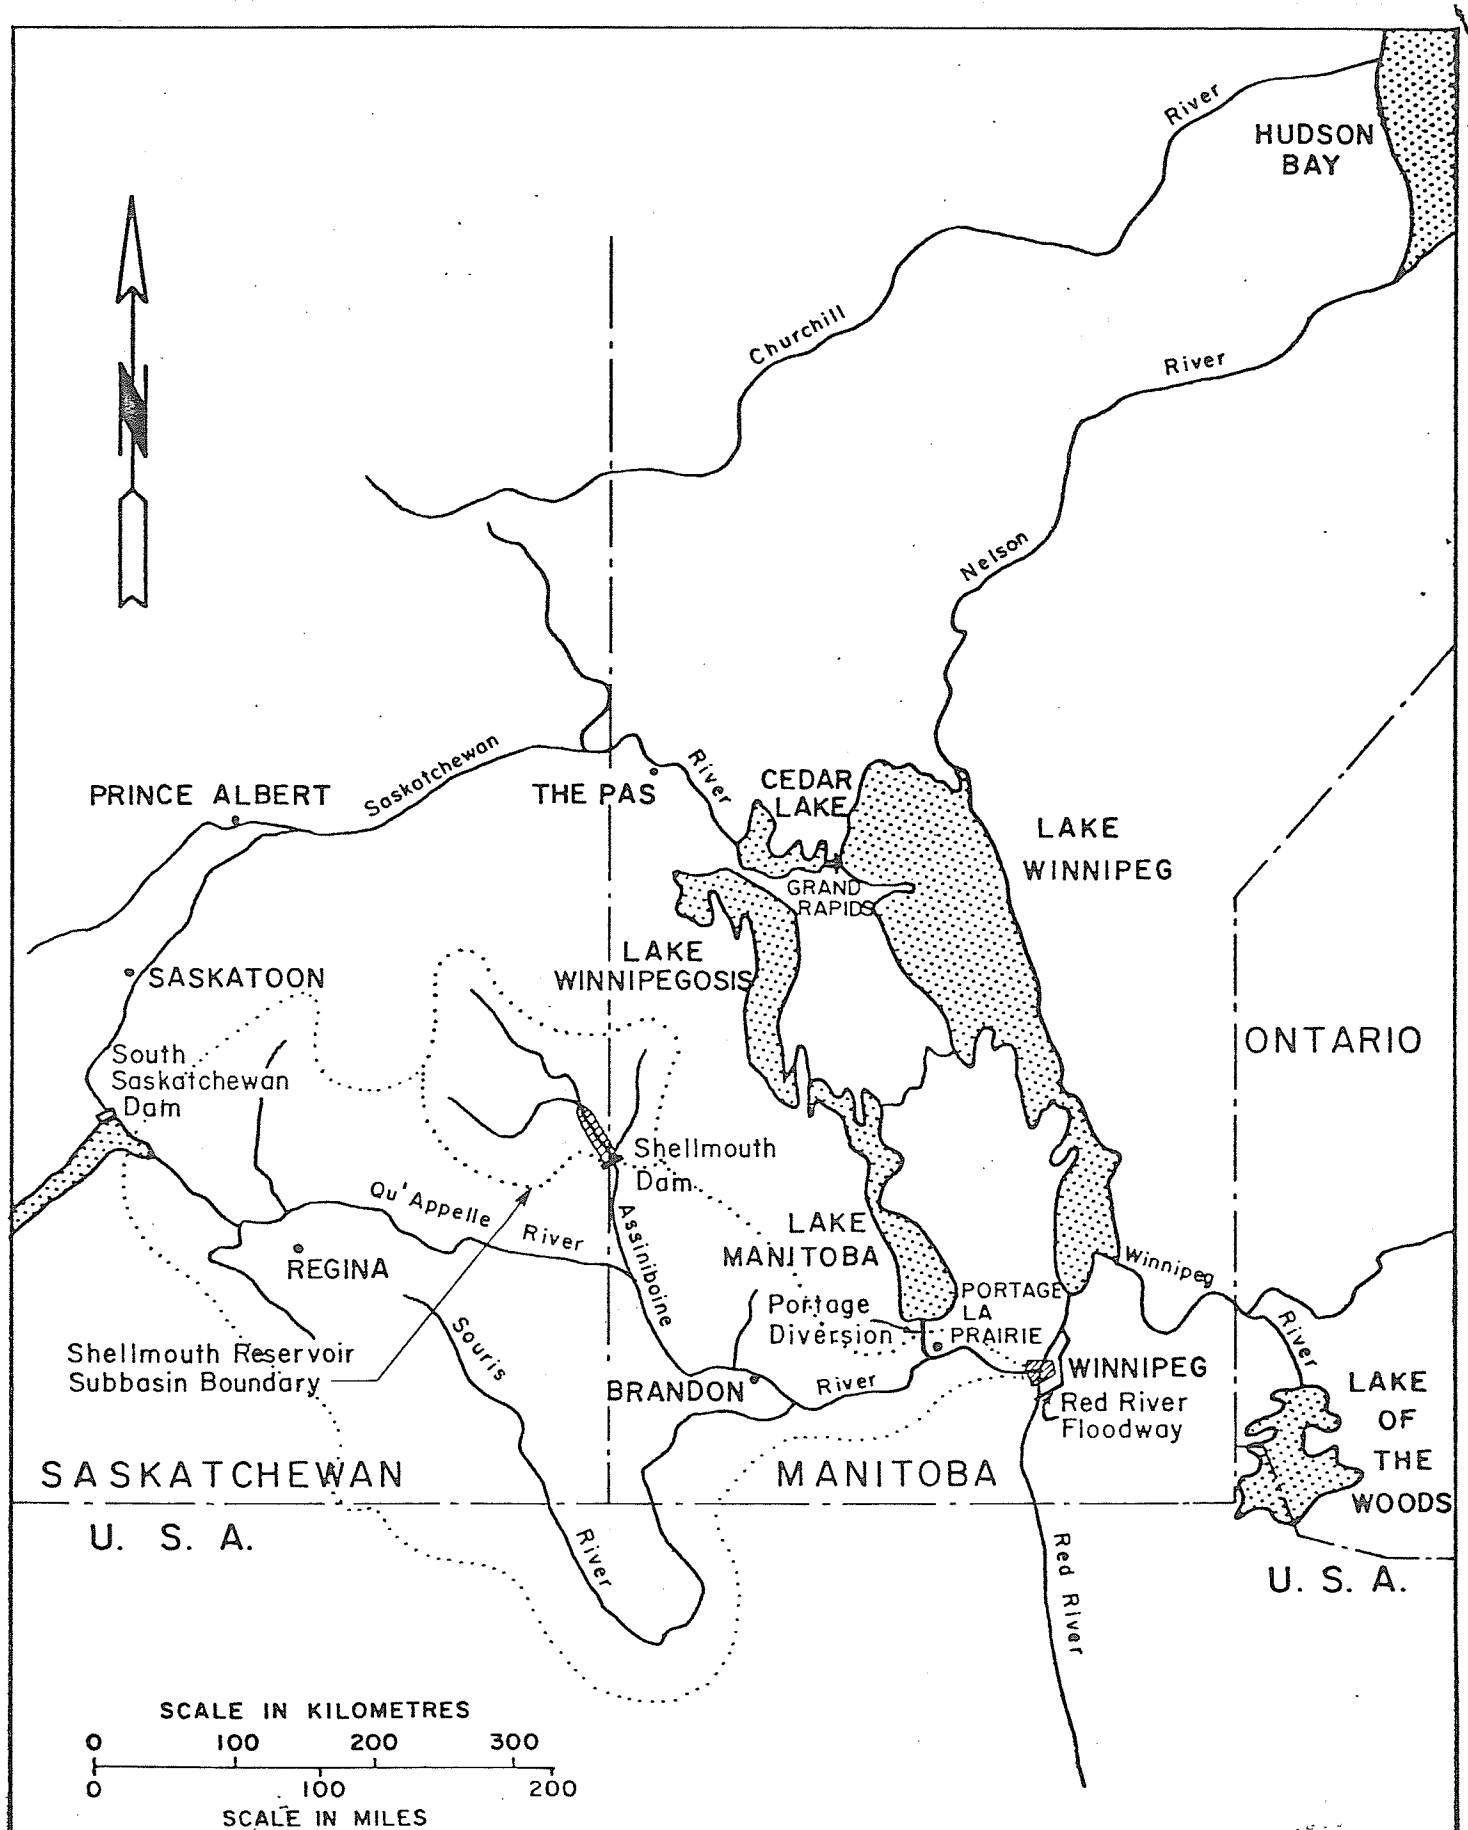 River
HUDSON
BAY
Churchill
River
N
Nelson
Saskatchewan
River
PRINCE ALBERT
THE PAS
CEDAR
LAKE
LAKE
WINNIPEG
GRAND
RAPIDS
LAKE
WINNIPEGOSIS
SASKATOON
ONTARIO
South
Saskatchewan
Dam
Shellmouth
Dam
Qu'Appelle
River
Assiniboine
LAKE
MANITOBA
Winnipeg
River
REGINA
Souris
Portage
Diversion
PORTAGE
LA
PRAIRIE
Shellmouth Reservoir
Subbasin Boundary
BRANDON
River
WINNIPEG
Red River
Floodway
LAKE
OF
THE
WOODS
SASKATCHEWAN
MANITOBA
U. S. A.
River
Red River
U. S. A.
SCALE IN KILOMETRES
0 100 200 300
0 100 200
SCALE IN MILES